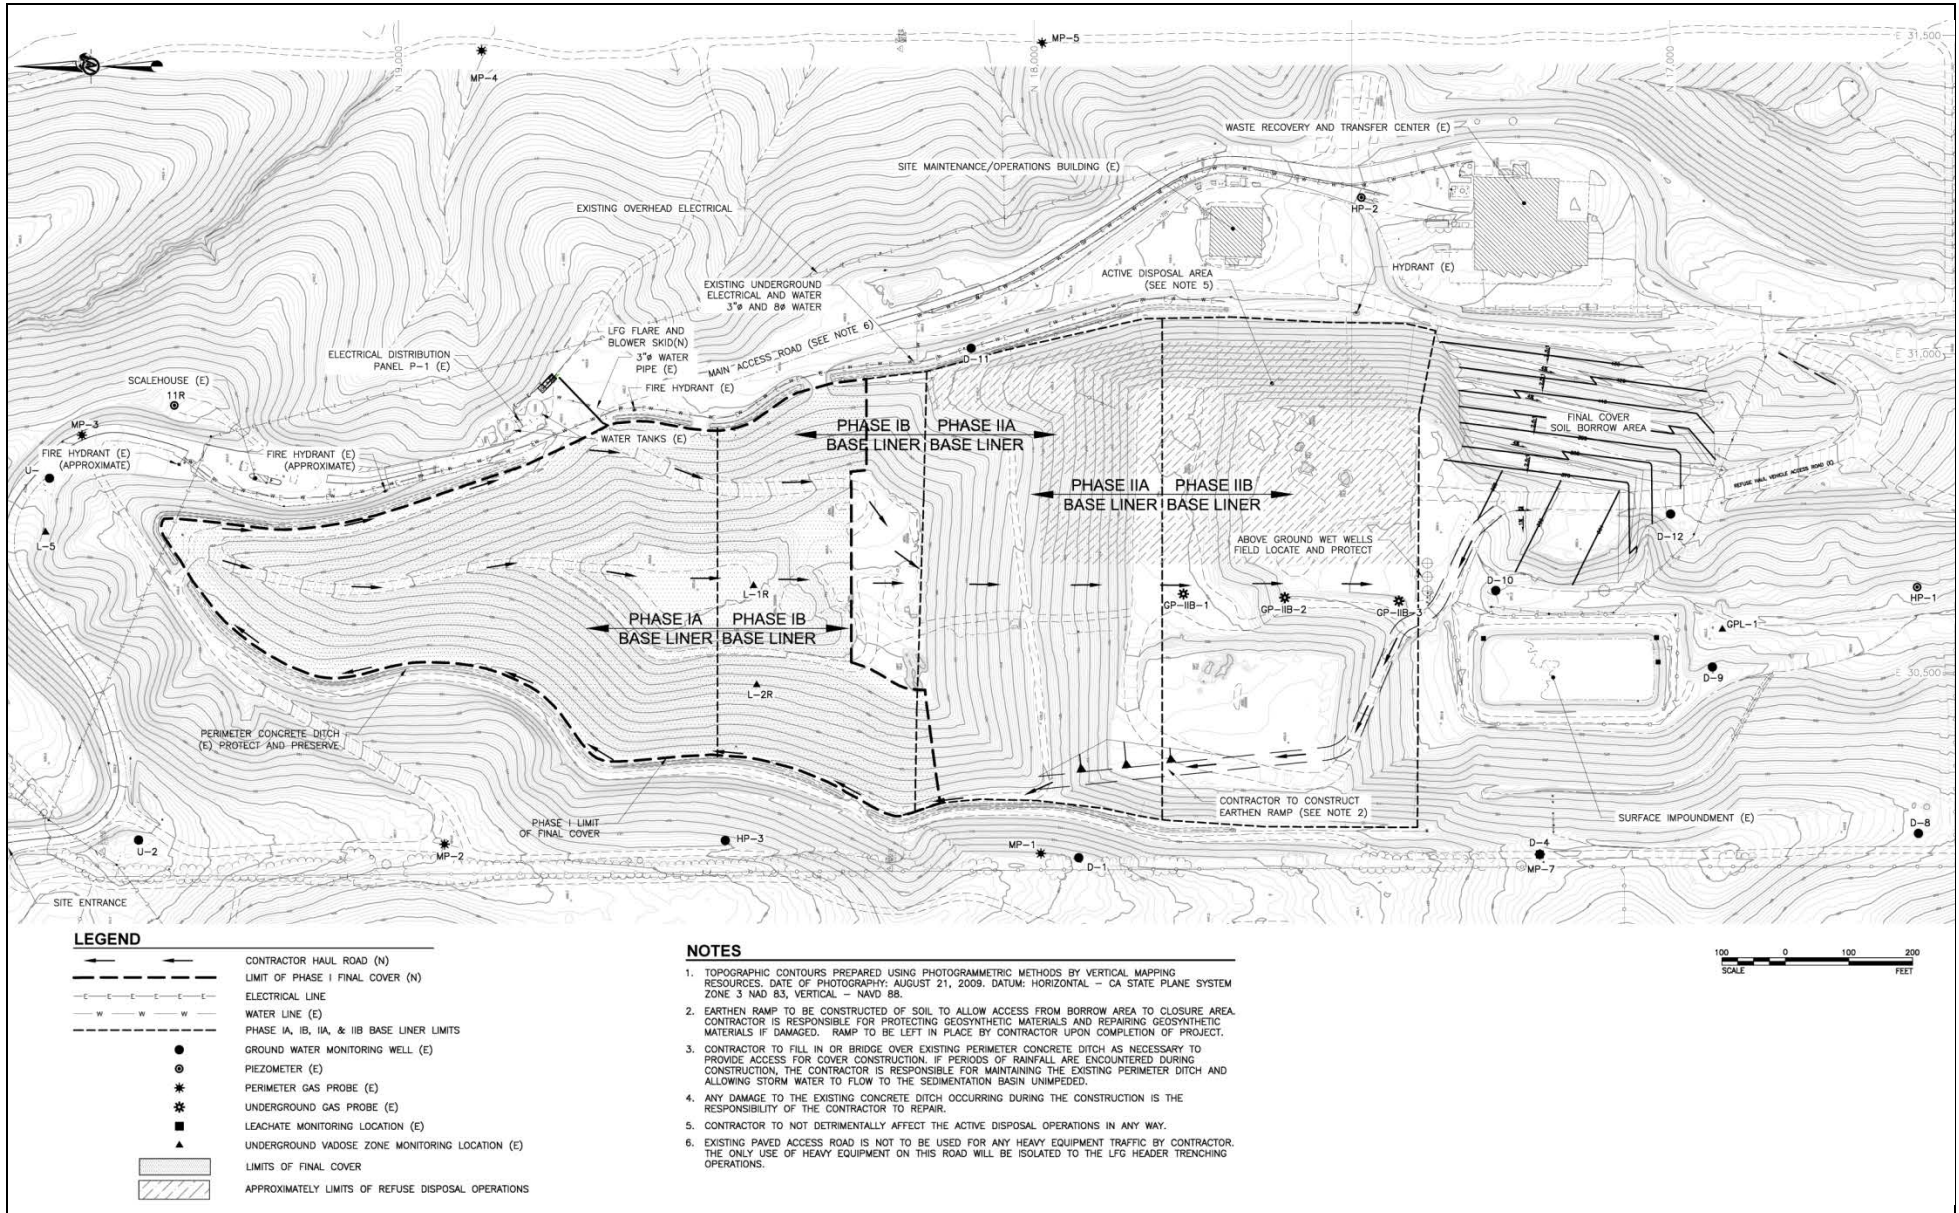 E 31,500
N 19,000
N 18,000
N 17,000
MP-4
MP-5
WASTE RECOVERY AND TRANSFER CENTER (E)
SITE MAINTENANCE/OPERATIONS BUILDING (E)
EXISTING OVERHEAD ELECTRICAL
HP-2
ACTIVE DISPOSAL AREA
(SEE NOTE 5)
HYDRANT (E)
EXISTING UNDERGROUND
ELECTRICAL AND WATER
3"ø AND 8ø WATER
LFG FLARE AND
BLOWER SKID(N)
3"ø WATER
PIPE (E)
MAIN ACCESS ROAD (SEE NOTE 6)
D-11
E 31,000
ELECTRICAL DISTRIBUTION
PANEL P-1 (E)
FIRE HYDRANT (E)
SCALEHOUSE (E)
11R
MP-3
FIRE HYDRANT (E)
(APPROXIMATE)
FIRE HYDRANT (E)
(APPROXIMATE)
WATER TANKS (E)
PHASE IB
BASE LINER
PHASE IIA
BASE LINER
FINAL COVER
SOIL BORROW AREA
REFUSE HAUL VEHICLE ACCESS ROAD (E)
U-
L-5
PHASE IIA
BASE LINER
PHASE IIB
BASE LINER
ABOVE GROUND WET WELLS
FIELD LOCATE AND PROTECT
D-12
D-10
HP-1
L-1R
GP-IIB-1
GP-IIB-2
GP-IIB-3
GPL-1
PHASE IA
BASE LINER
PHASE IB
BASE LINER
D-9
E 30,500
L-2R
PERIMETER CONCRETE DITCH
(E) PROTECT AND PRESERVE
PHASE I LIMIT
OF FINAL COVER
CONTRACTOR TO CONSTRUCT
EARTHEN RAMP (SEE NOTE 2)
SURFACE IMPOUNDMENT (E)
U-2
MP-2
HP-3
MP-1
D-1
D-4
MP-7
D-8
SITE ENTRANCE
LEGEND
CONTRACTOR HAUL ROAD (N)
LIMIT OF PHASE I FINAL COVER (N)
ELECTRICAL LINE
WATER LINE (E)
PHASE IA, IB, IIA, & IIB BASE LINER LIMITS
GROUND WATER MONITORING WELL (E)
PIEZOMETER (E)
PERIMETER GAS PROBE (E)
UNDERGROUND GAS PROBE (E)
LEACHATE MONITORING LOCATION (E)
UNDERGROUND VADOSE ZONE MONITORING LOCATION (E)
LIMITS OF FINAL COVER
APPROXIMATELY LIMITS OF REFUSE DISPOSAL OPERATIONS
NOTES
1. TOPOGRAPHIC CONTOURS PREPARED USING PHOTOGRAMMETRIC METHODS BY VERTICAL MAPPING
RESOURCES. DATE OF PHOTOGRAPHY: AUGUST 21, 2009. DATUM: HORIZONTAL – CA STATE PLANE SYSTEM
ZONE 3 NAD 83, VERTICAL – NAVD 88.
2. EARTHEN RAMP TO BE CONSTRUCTED OF SOIL TO ALLOW ACCESS FROM BORROW AREA TO CLOSURE AREA.
CONTRACTOR IS RESPONSIBLE FOR PROTECTING GEOSYNTHETIC MATERIALS AND REPAIRING GEOSYNTHETIC
MATERIALS IF DAMAGED. RAMP TO BE LEFT IN PLACE BY CONTRACTOR UPON COMPLETION OF PROJECT.
3. CONTRACTOR TO FILL IN OR BRIDGE OVER EXISTING PERIMETER CONCRETE DITCH AS NECESSARY TO
PROVIDE ACCESS FOR COVER CONSTRUCTION. IF PERIODS OF RAINFALL ARE ENCOUNTERED DURING
CONSTRUCTION, THE CONTRACTOR IS RESPONSIBLE FOR MAINTAINING THE EXISTING PERIMETER DITCH AND
ALLOWING STORM WATER TO FLOW TO THE SEDIMENTATION BASIN UNIMPEDED.
4. ANY DAMAGE TO THE EXISTING CONCRETE DITCH OCCURRING DURING THE CONSTRUCTION IS THE
RESPONSIBILITY OF THE CONTRACTOR TO REPAIR.
5. CONTRACTOR TO NOT DETRIMENTALLY AFFECT THE ACTIVE DISPOSAL OPERATIONS IN ANY WAY.
6. EXISTING PAVED ACCESS ROAD IS NOT TO BE USED FOR ANY HEAVY EQUIPMENT TRAFFIC BY CONTRACTOR.
THE ONLY USE OF HEAVY EQUIPMENT ON THIS ROAD WILL BE ISOLATED TO THE LFG HEADER TRENCHING
OPERATIONS.
100 0 100 200
SCALE FEET